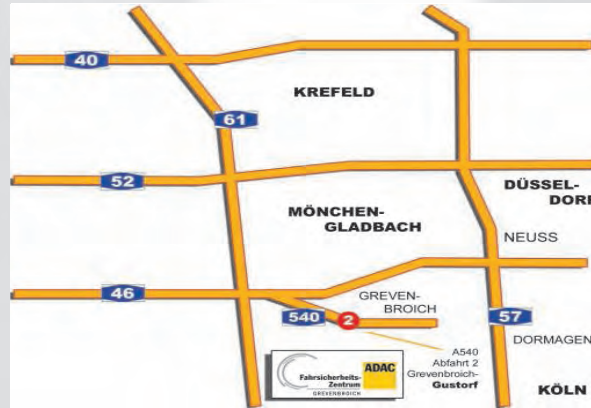 40
KREFELD
61
52
DÜSSEL-
DORF
MÖNCHEN-
GLADBACH
NEUSS
46
GREVEN-
BROICH
540
2
57
A540
Abfahrt 2
Grevenbroich-
Gustorf
DORMAGEN
Fahrsicherheits-
Zentrum
GREVENBROICH
ADAC
KÖLN